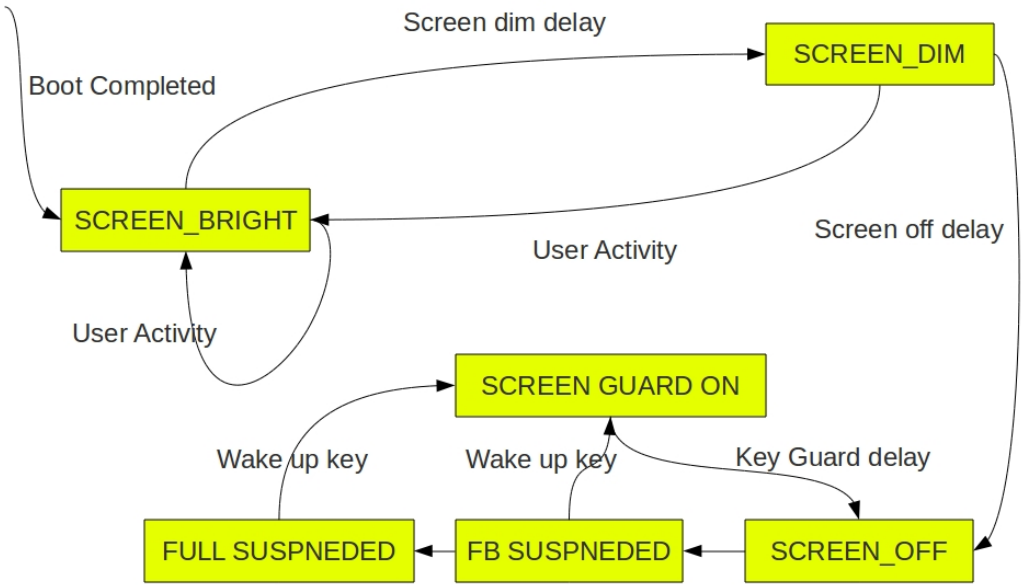 Screen dim delay
SCREEN_DIM
Boot Completed
SCREEN_BRIGHT
Screen off delay
User Activity
User Activity
SCREEN GUARD ON
Wake up key
Wake up key
Key Guard delay
FULL SUSPNEDED
FB SUSPNEDED
SCREEN_OFF